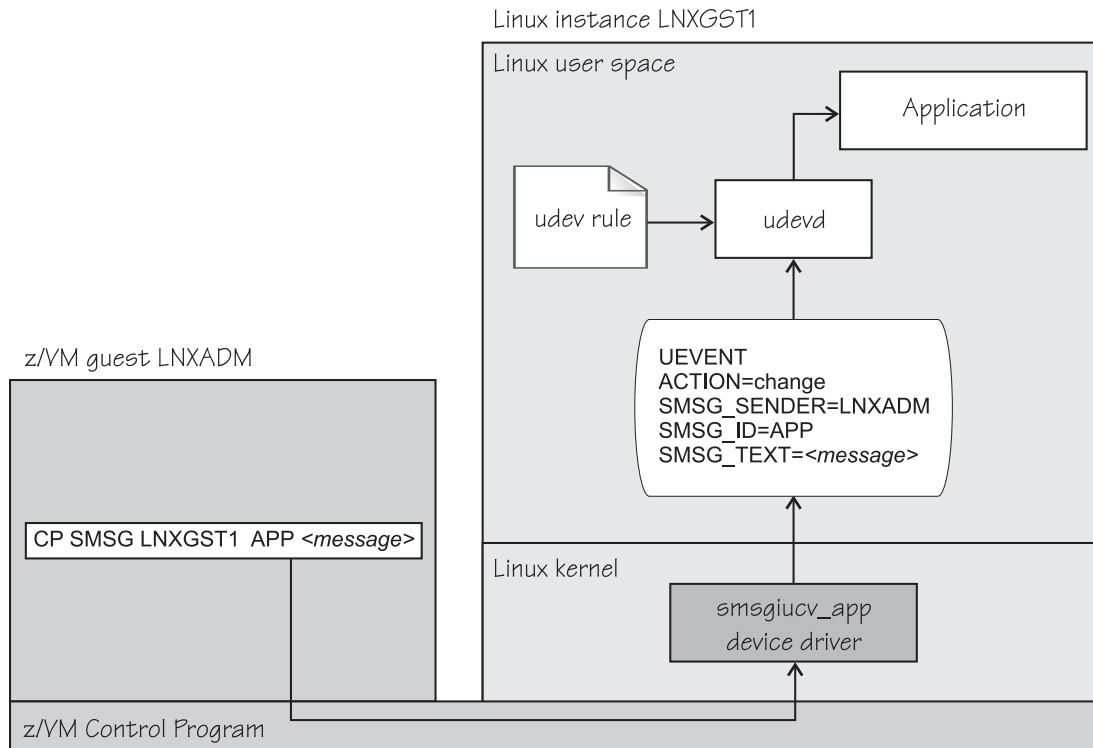 Linux instance LNXGST1
Linux user space
Application
udev rule
udevd
UEVENT
ACTION=change
SMSG_SENDER=LNXADM
SMSG_ID=APP
SMSG_TEXT=<message>
z/VM guest LNXADM
CP SMSG LNXGST1 APP <message>
Linux kernel
smsgiucv_app
device driver
z/VM Control Program